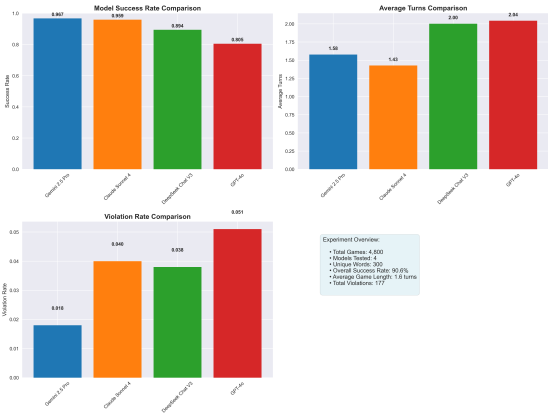 Model Success Rate Comparison
1.0
0.8
0.6
0.4
0.2
0.0
Success Rate
0.967
0.959
0.894
0.805
Gemini 2.5 Pro
Claude Sonnet 4
DeepSeek Chat V3
GPT-4o
Average Turns Comparison
2.00
1.75
1.50
1.25
1.00
0.75
0.50
0.25
0.00
Average Turns
1.58
1.43
2.00
2.04
Gemini 2.5 Pro
Claude Sonnet 4
DeepSeek Chat V3
GPT-4o
Violation Rate Comparison
0.05
0.04
0.03
0.02
0.01
0.00
Violation Rate
0.018
0.040
0.038
0.051
Gemini 2.5 Pro
Claude Sonnet 4
DeepSeek Chat V3
GPT-4o
Experiment Overview:
• Total Games: 4,800
• Models Tested: 4
• Unique Words: 300
• Overall Success Rate: 90.6%
• Average Game Length: 1.6 turns
• Total Violations: 177